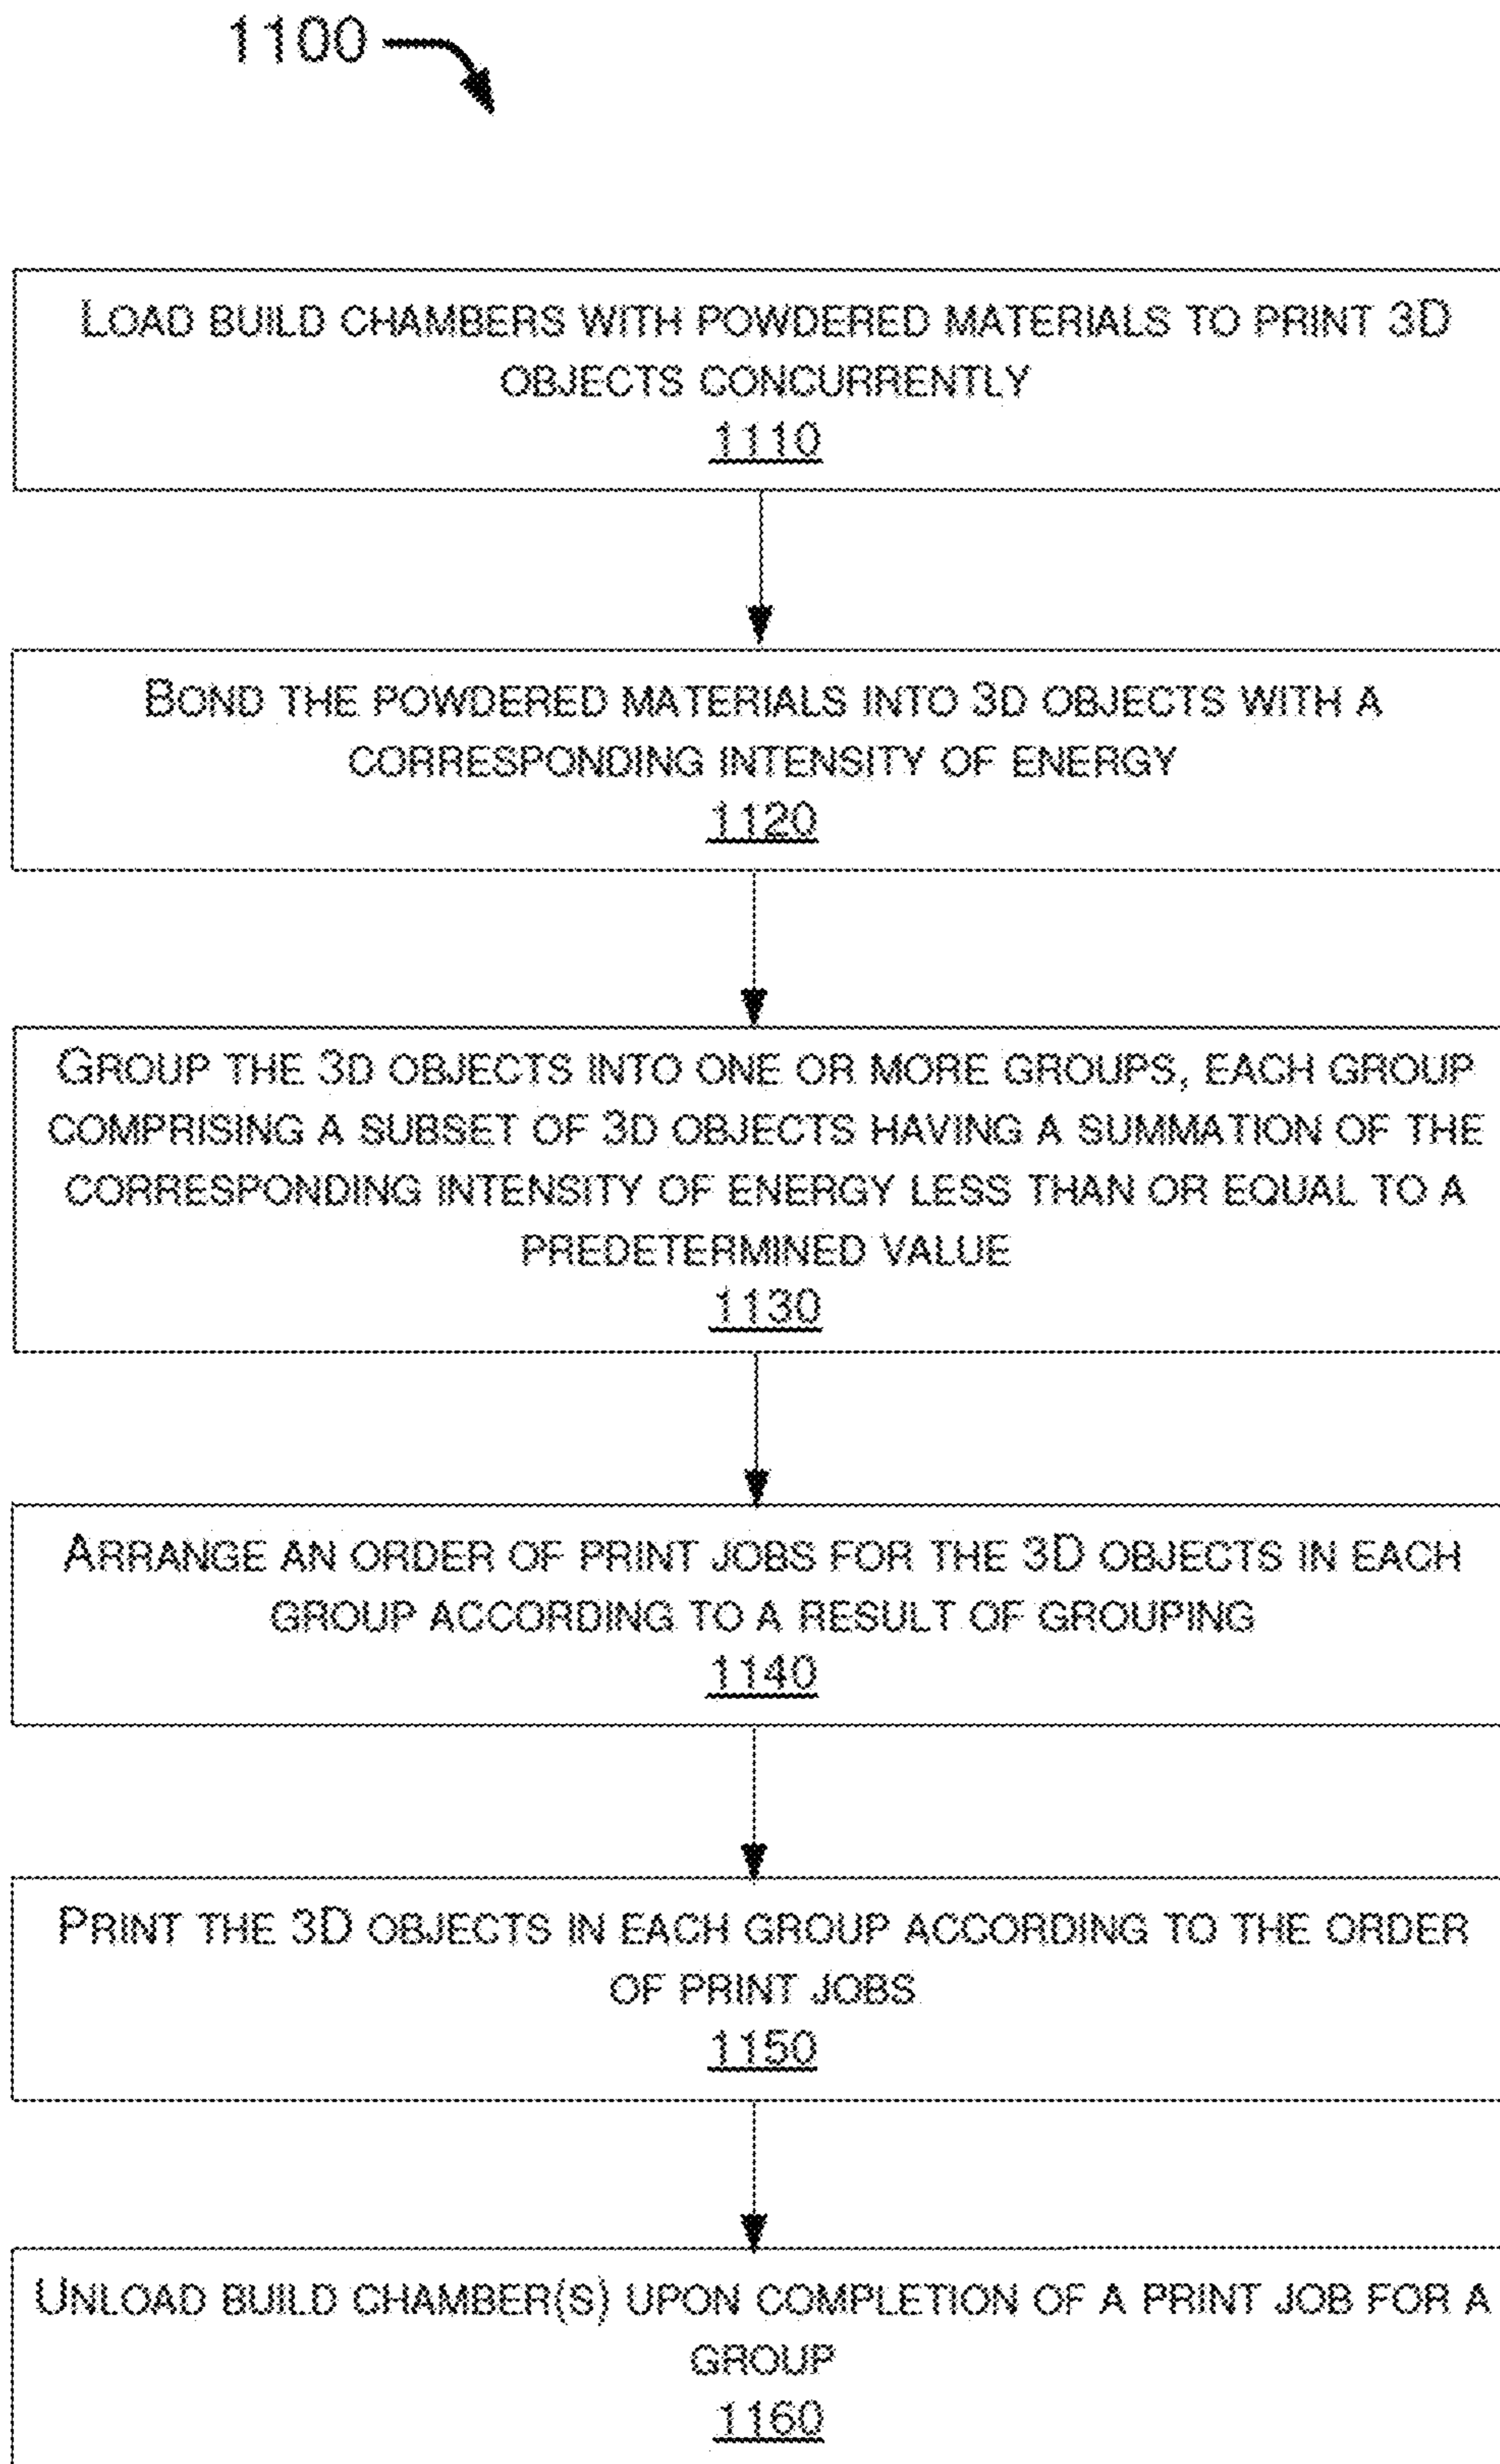 1100
LOAD BUILD CHAMBERS WITH POWDERED MATERIALS TO PRINT 3D
OBJECTS CONCURRENTLY
1110
BOND THE POWDERED MATERIALS INTO 3D OBJECTS WITH A
CORRESPONDING INTENSITY OF ENERGY
1120
GROUP THE 3D OBJECTS INTO ONE OR MORE GROUPS, EACH GROUP
COMPRISING A SUBSET OF 3D OBJECTS HAVING A SUMMATION OF THE
CORRESPONDING INTENSITY OF ENERGY LESS THAN OR EQUAL TO A
PREDETERMINED VALUE
1130
ARRANGE AN ORDER OF PRINT JOBS FOR THE 3D OBJECTS IN EACH
GROUP ACCORDING TO A RESULT OF GROUPING
1140
PRINT THE 3D OBJECTS IN EACH GROUP ACCORDING TO THE ORDER
OF PRINT JOBS
1150
UNLOAD BUILD CHAMBER(S) UPON COMPLETION OF A PRINT JOB FOR A
GROUP
1160